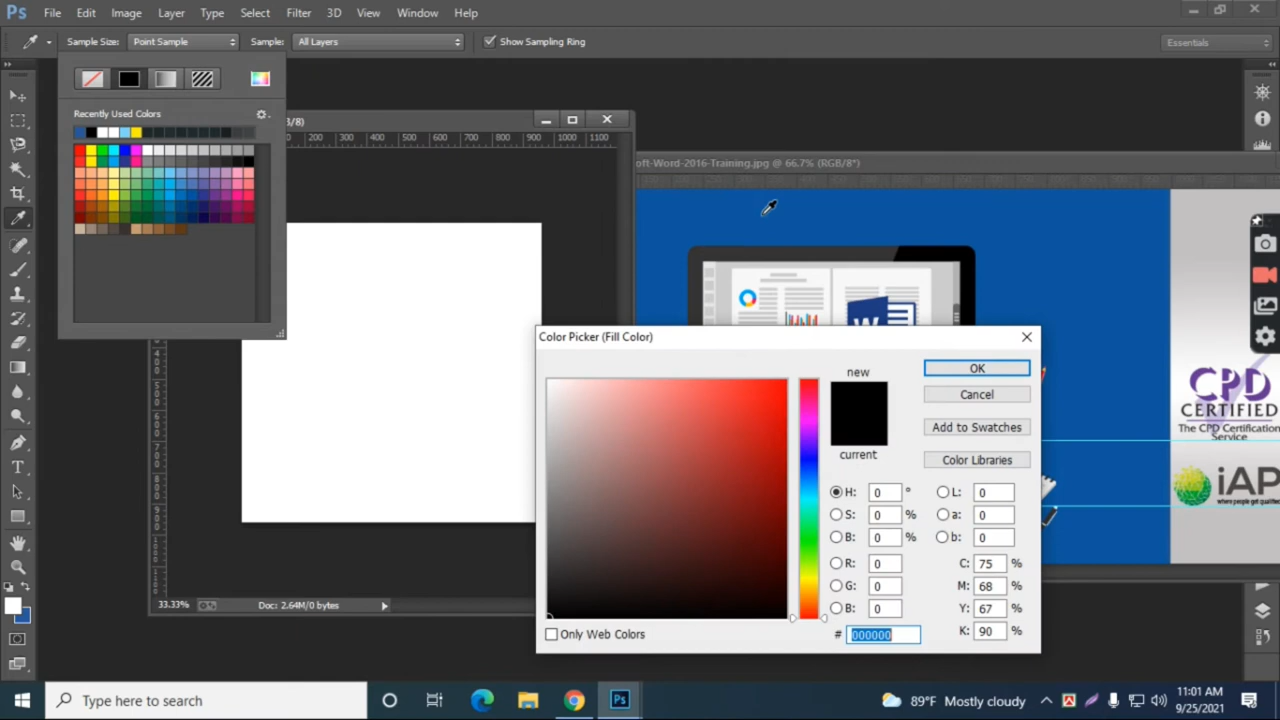 Ps File Edit Image Layer Type Select Filter 3D View Window Help
Sample Size: Point Sample Sample: All Layers Show Sampling Ring Essentials
Recently Used Colors
/8)
200 300 400 500 600 700 800 900 1000 1100
oft-Word-2016-Training.jpg @ 66.7% (RGB/8*)
W
Color Picker (Fill Color)
new
current
OK
Cancel
Add to Swatches
Color Libraries
H: 0 °
S: 0 %
B: 0 %
R: 0
G: 0
B: 0
L: 0
a: 0
b: 0
C: 75 %
M: 68 %
Y: 67 %
K: 90 %
Only Web Colors
# 000000
CPD
CERTIFIED
The CPD Certification
Service
iAP
where people get qualified
33.33% Doc: 2.64M/0 bytes
T
Type here to search
Ps
89°F Mostly cloudy
11:01 AM
9/25/2021